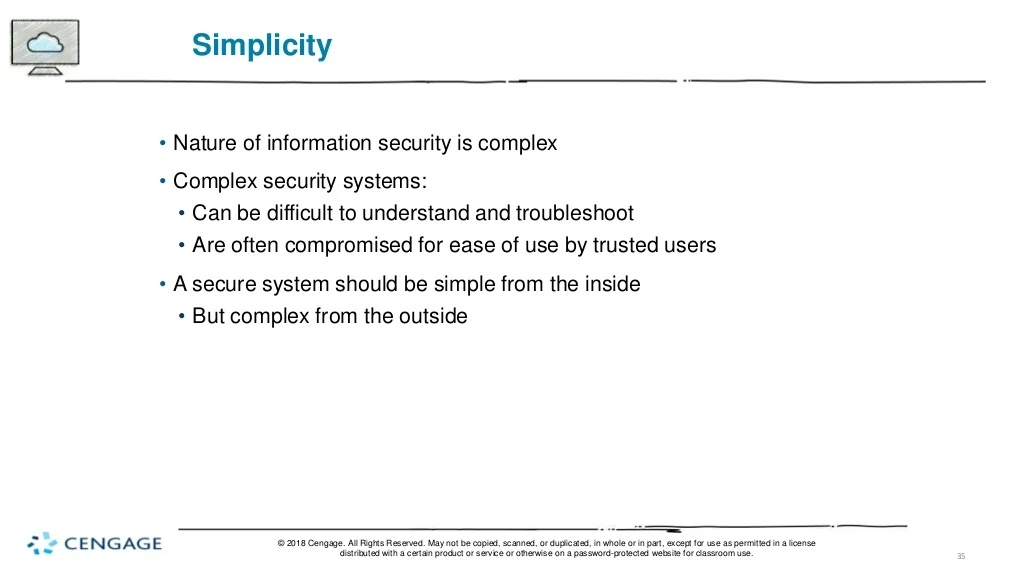 Simplicity
• Nature of information security is complex
• Complex security systems:
• Can be difficult to understand and troubleshoot
• Are often compromised for ease of use by trusted users
• A secure system should be simple from the inside
• But complex from the outside
CENGAGE
© 2018 Cengage. All Rights Reserved. May not be copied, scanned, or duplicated, in whole or in part, except for use as permitted in a license
distributed with a certain product or service or otherwise on a password-protected website for classroom use.
35